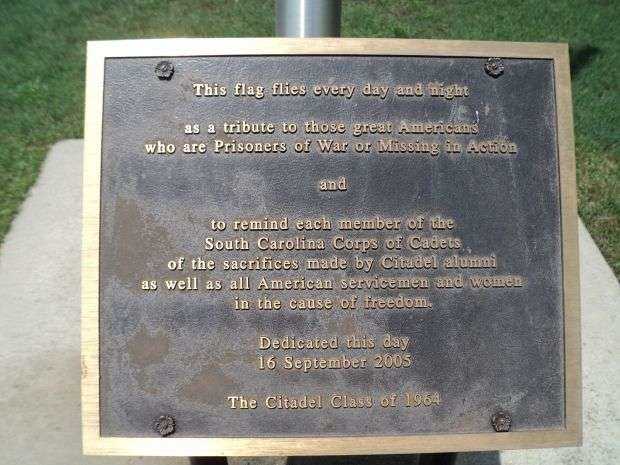 This flag flies every day and night
as a tribute to those great Americans
who are Prisoners of War or Missing in Action
and
to remind each member of the
South Carolina Corps of Cadets
of the sacrifices made by Citadel alumni
as well as all American servicemen and women
in the cause of freedom.
Dedicated this day
16 September 2005
The Citadel Class of 1964